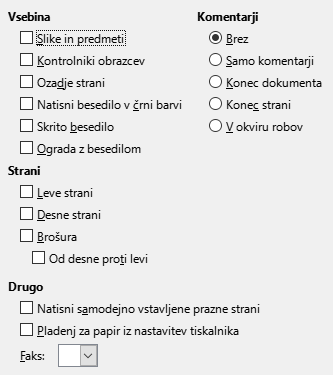 Vsebina
Slike in predmeti
Kontrolniki obrazcev
Ozadje strani
Natisni besedilo v črni barvi
Skrito besedilo
Ograda z besedilom
Komentarji
Brez
Samo komentarji
Konec dokumenta
Konec strani
V okviru robov
Strani
Leve strani
Desne strani
Brošura
Od desne proti levi
Drugo
Natisni samodejno vstavljene prazne strani
Pladenj za papir iz nastavitev tiskalnika
Faks: